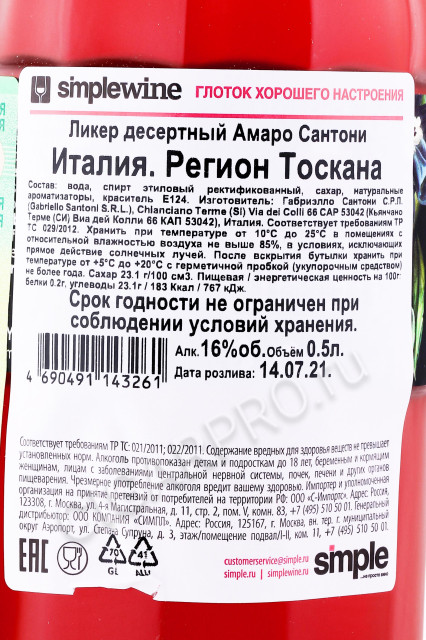 simplewine ГЛОТОК ХОРОШЕГО НАСТРОЕНИЯ
Ликер десертный Амаро Сантони
Италия. Регион Тоскана
Состав: вода, спирт этиловый ректификованный, сахар, натуральные
ароматизаторы, краситель Е124. Изготовитель: Габриэлло Сантони С.Р.Л.
(Gabriello Santoni S.R.L.), Chianciano Terme (Si) Via dei Colli 66 CAP 53042 (Кьянчано
Терме (СИ) Виа дей Колли 66 КАП 53042), Италия. Соответствует требованиям ТР
ТС 029/2012. Хранить при температуре от 10°С до 25°С в помещениях с
относительной влажностью воздуха не выше 85%, в условиях, исключающих
прямое действие солнечных лучей. После вскрытия бутылки хранить при
температуре от +5°С до +20°С с герметичной пробкой (укупорочным средством)
не более года. Сахар 23.1 г/100 см3. Пищевая / энергетическая ценность на 100г:
белки 0.2г, углеводы 23.1г / 183 Ккал / 767 кДж.
Срок годности не ограничен при
соблюдении условий хранения.
Алк. 16%об. Объём 0.5л.
Дата розлива: 14.07.21.
4 690491 143261
Соответствует требованиям ТР ТС: 021/2011; 022/2011. Содержание вредных для здоровья веществ не превышает
установленных норм. Алкоголь противопоказан детям и подросткам до 18 лет, беременным и кормящим
женщинам, лицам с заболеваниями центральной нервной системы, почек, печени и других органов
пищеварения. Чрезмерное употребление алкоголя вредит вашему здоровью. Импортер и уполномоченная
организация на принятие претензий от потребителей на территории РФ: ООО «С-Импортс». Адрес: Россия,
123308, г. Москва, ул. 4-я Магистральная, д. 11, стр. 2, пом. V, комн. 83, +7 (495) 510 50 01. Генеральный
дистрибьютор: ООО КОМПАНИЯ «СИМПЛ». Адрес: Россия, 125167, г. Москва, вн. тер. г. муниципальный
округ Аэропорт, ул. Степана Супруна, д. 3, этаж/помещение подвал/I-II, ком. 11, +7 (495) 510 50 01.
EAC
70
GL
41
ALU
customerservice@simple.ru
simple.ru | simplewine.ru
simple
...не просто вино